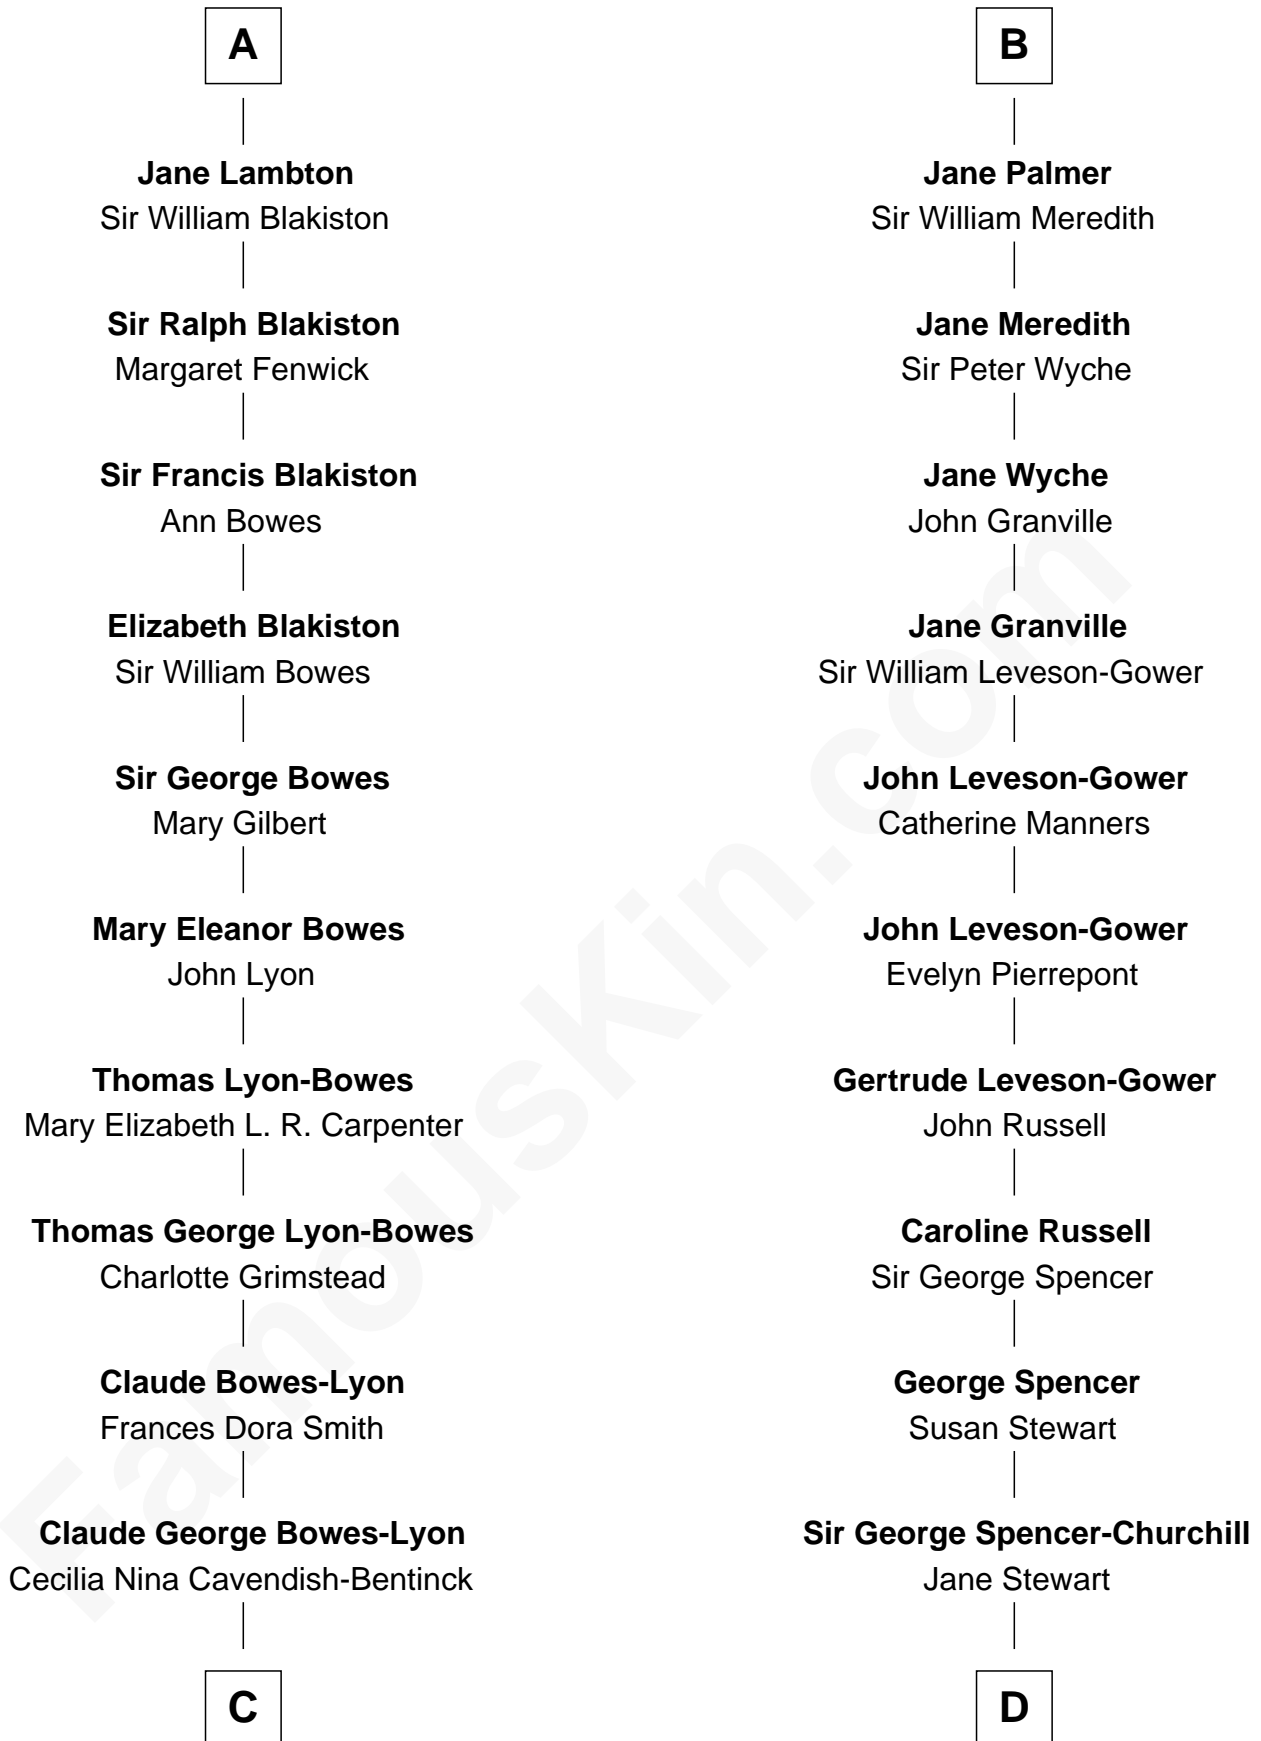 A
Jane Lambton
Sir William Blakiston
Sir Ralph Blakiston
Margaret Fenwick
Sir Francis Blakiston
Ann Bowes
Elizabeth Blakiston
Sir William Bowes
Sir George Bowes
Mary Gilbert
Mary Eleanor Bowes
John Lyon
Thomas Lyon-Bowes
Mary Elizabeth L. R. Carpenter
Thomas George Lyon-Bowes
Charlotte Grimstead
Claude Bowes-Lyon
Frances Dora Smith
Claude George Bowes-Lyon
Cecilia Nina Cavendish-Bentinck
C
B
Jane Palmer
Sir William Meredith
Jane Meredith
Sir Peter Wyche
Jane Wyche
John Granville
Jane Granville
Sir William Leveson-Gower
John Leveson-Gower
Catherine Manners
John Leveson-Gower
Evelyn Pierrepont
Gertrude Leveson-Gower
John Russell
Caroline Russell
Sir George Spencer
George Spencer
Susan Stewart
Sir George Spencer-Churchill
Jane Stewart
D
FamousKin.com